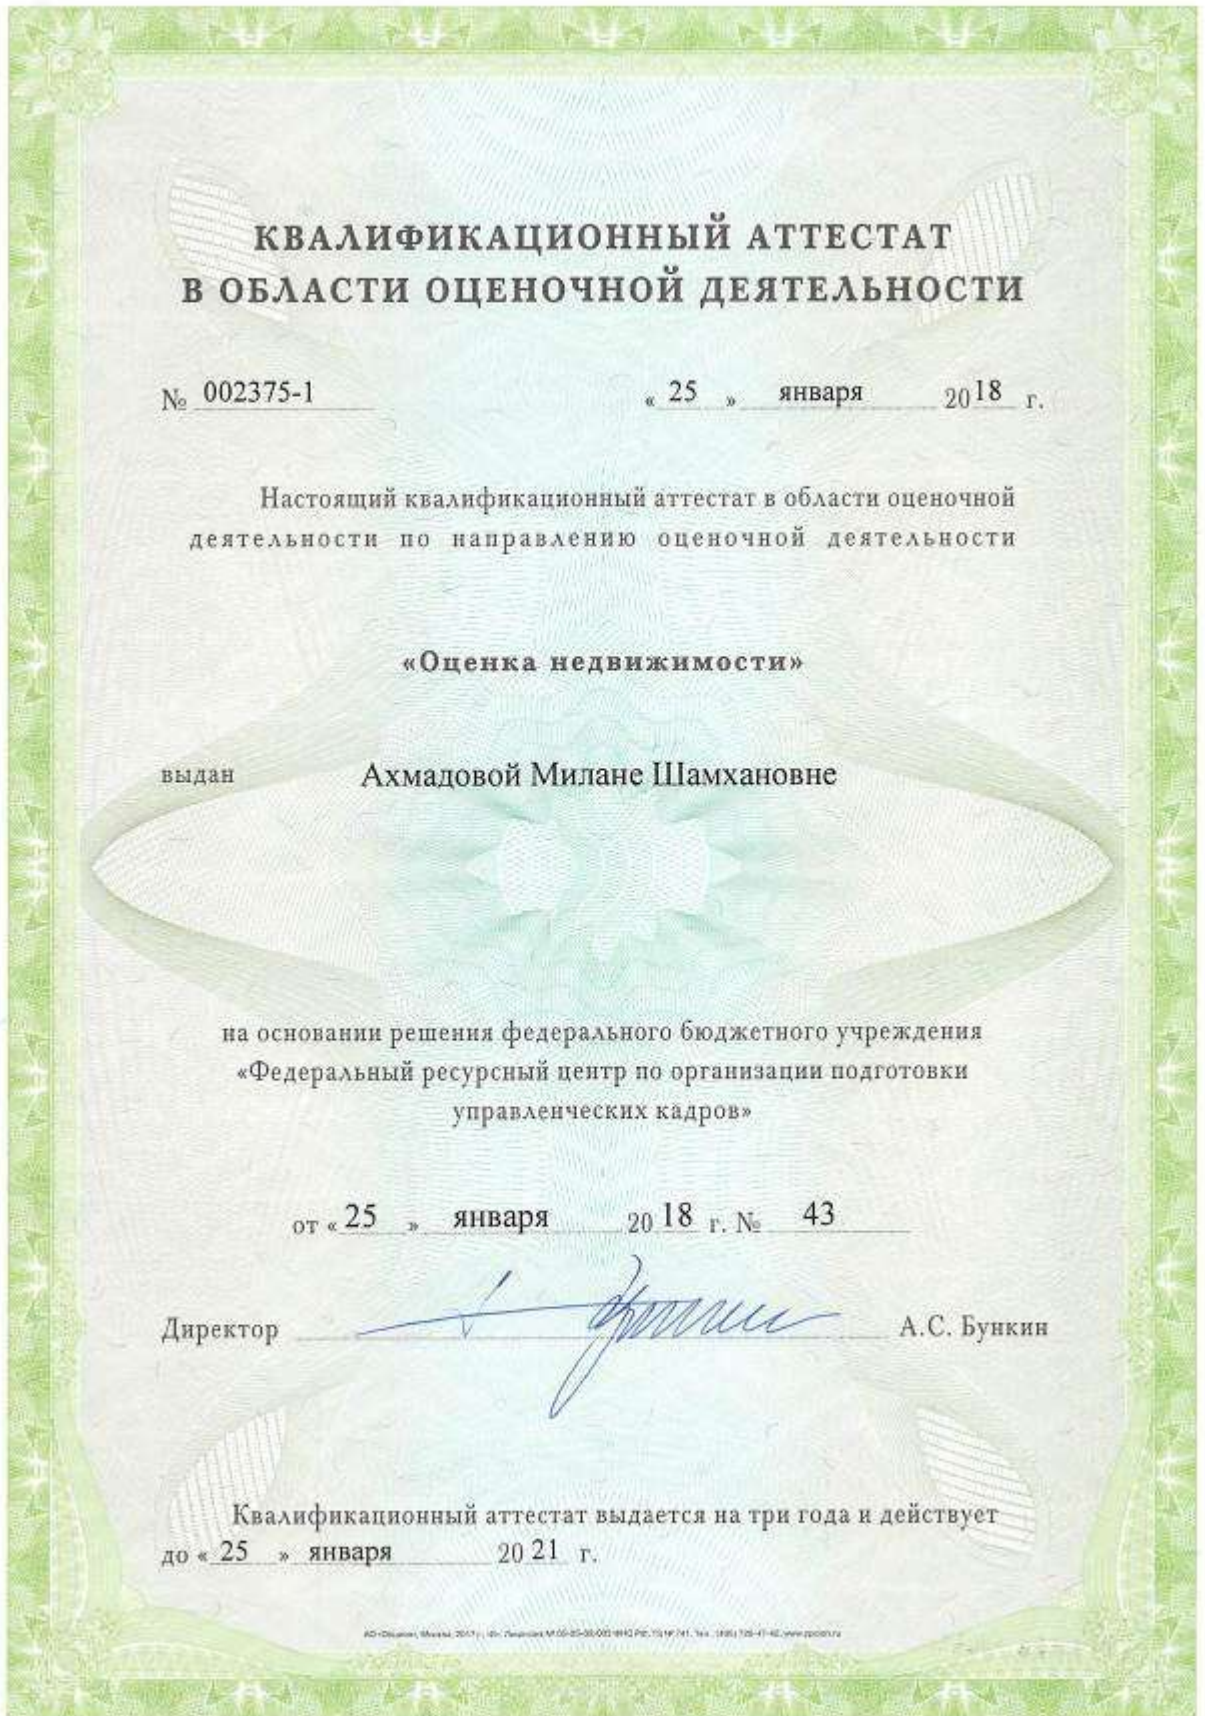 КВАЛИФИКАЦИОННЫЙ АТТЕСТАТ
В ОБЛАСТИ ОЦЕНОЧНОЙ ДЕЯТЕЛЬНОСТИ
№ 002375-1 « 25 » января 2018 г.
Настоящий квалификационный аттестат в области оценочной
деятельности по направлению оценочной деятельности
«Оценка недвижимости»
выдан Ахмадовой Милане Шамхановне
на основании решения федерального бюджетного учреждения
«Федеральный ресурсный центр по организации подготовки
управленческих кадров»
от « 25 » января 2018 г. № 43
Директор А.С. Бункин
Квалификационный аттестат выдается на три года и действует
до « 25 » января 2021 г.
Москва, 2017 г.